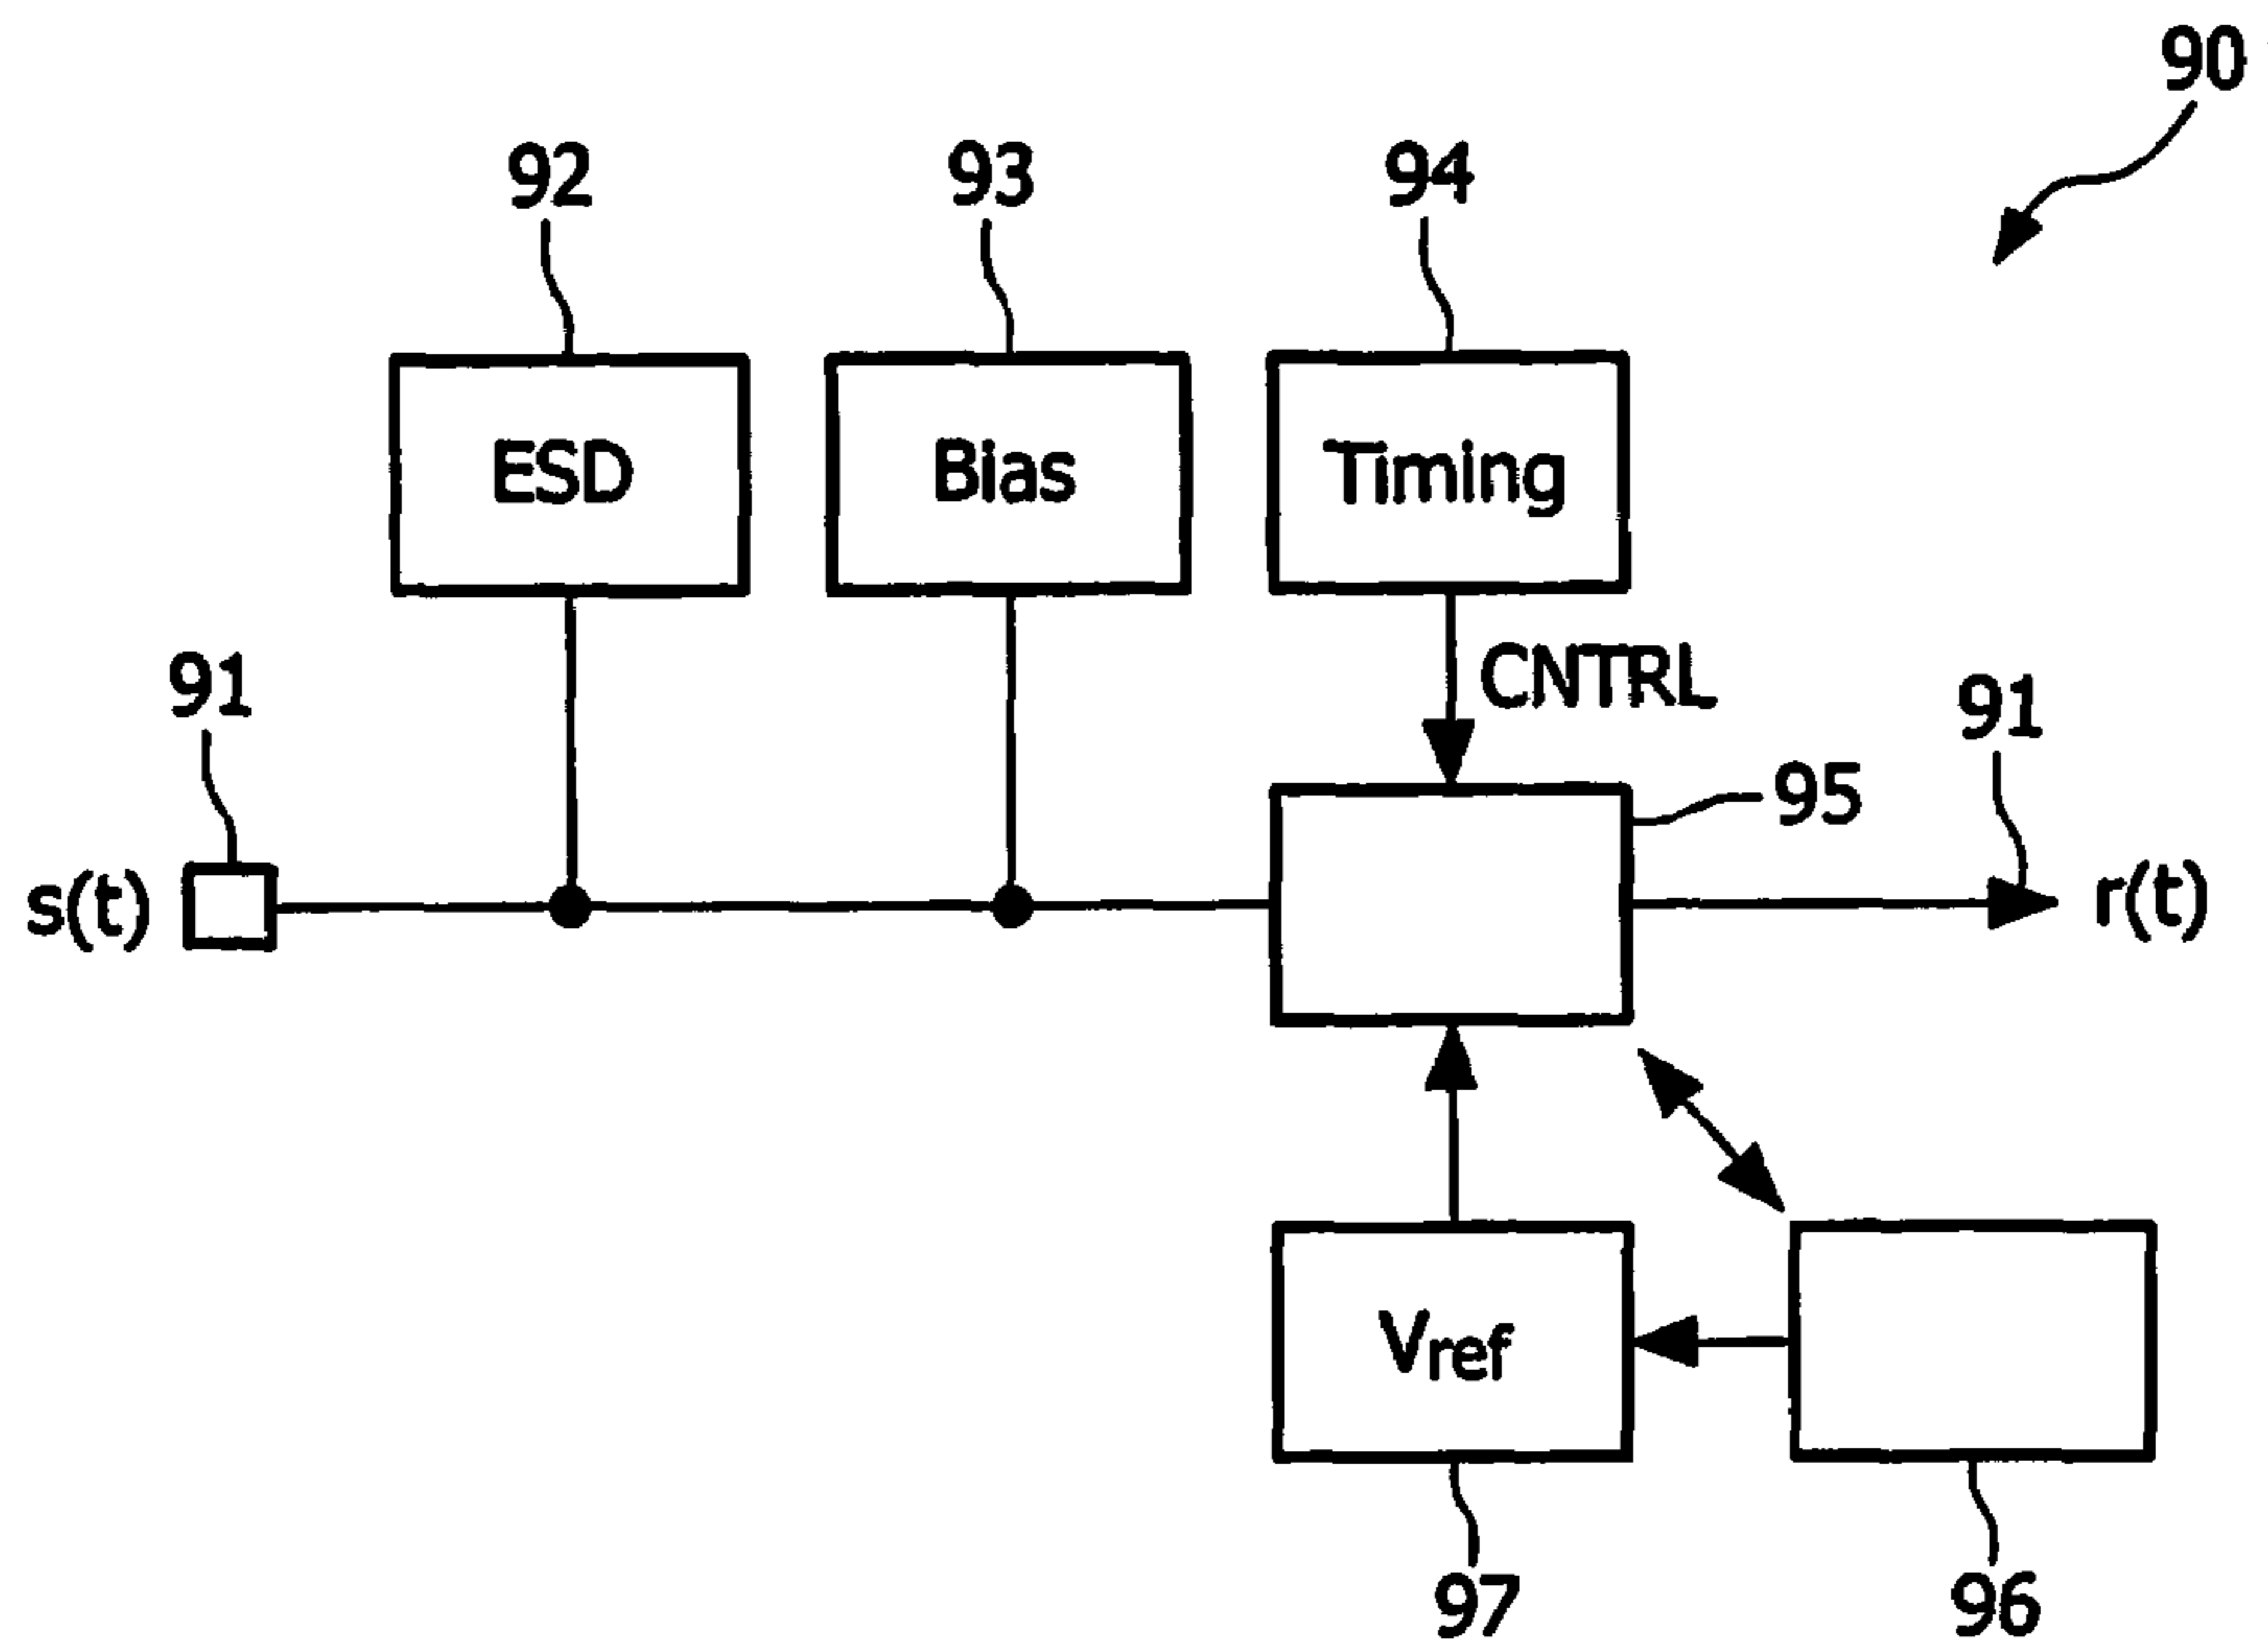 90
92
93
94
ESD
Bias
Timing
CNTRL
91
91
95
s(t)
r(t)
Vref
97
96